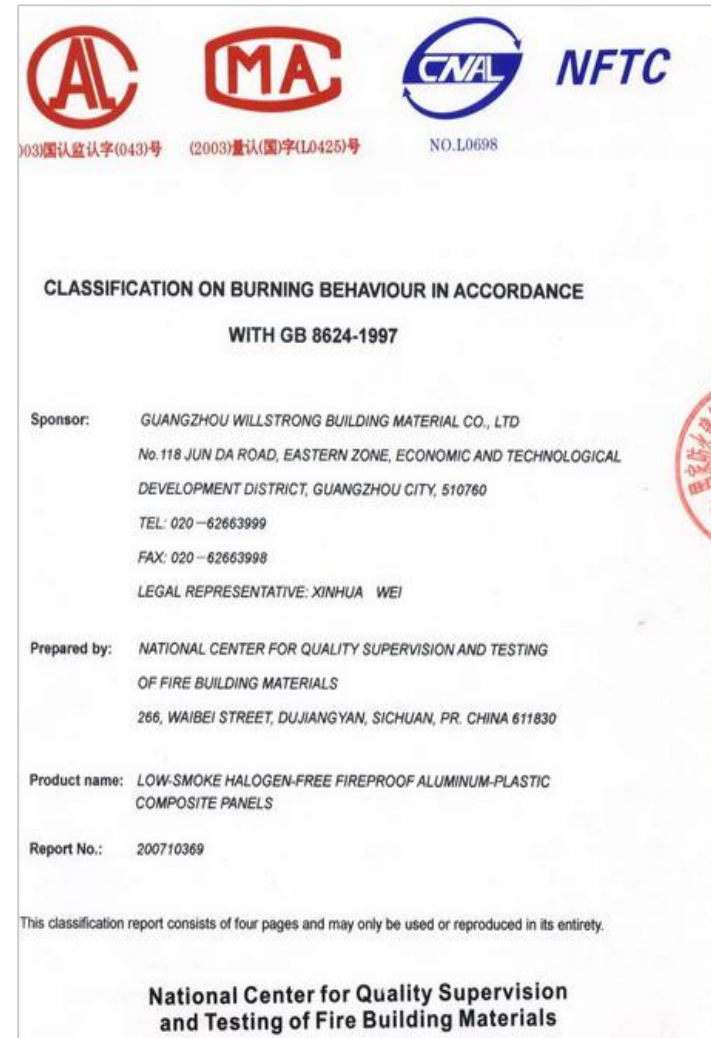 CAL
CMA
CNAL
NFTC
03)国认监认字(043)号
(2003)量认(国)字(L0425)号
NO.L0698
CLASSIFICATION ON BURNING BEHAVIOUR IN ACCORDANCE
WITH GB 8624-1997
Sponsor: GUANGZHOU WILLSTRONG BUILDING MATERIAL CO., LTD
No.118 JUN DA ROAD, EASTERN ZONE, ECONOMIC AND TECHNOLOGICAL
DEVELOPMENT DISTRICT, GUANGZHOU CITY, 510760
TEL: 020－62663999
FAX: 020－62663998
LEGAL REPRESENTATIVE: XINHUA WEI
Prepared by: NATIONAL CENTER FOR QUALITY SUPERVISION AND TESTING
OF FIRE BUILDING MATERIALS
266, WAIBEI STREET, DUJIANGYAN, SICHUAN, PR. CHINA 611830
Product name: LOW-SMOKE HALOGEN-FREE FIREPROOF ALUMINUM-PLASTIC
COMPOSITE PANELS
Report No.: 200710369
This classification report consists of four pages and may only be used or reproduced in its entirety.
National Center for Quality Supervision
and Testing of Fire Building Materials